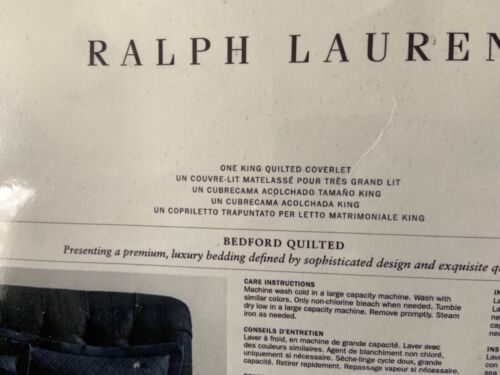 RALPH LAUREN
ONE KING QUILTED COVERLET
UN COUVRE-LIT MATELASSÉ POUR TRÈS GRAND LIT
UN CUBRECAMA ACOLCHADO TAMAÑO KING
UN CUBRECAMA ACOLCHADA KING
UN COPRILETTO TRAPUNTATO PER LETTO MATRIMONIALE KING
BEDFORD QUILTED
Presenting a premium, luxury bedding defined by sophisticated design and exquisite
CARE INSTRUCTIONS
Machine wash cold in a large capacity machine. Wash with
similar colors. Only non-chlorine bleach when needed. Tumble
dry low in a large capacity machine. Remove promptly. Steam
iron as needed.
CONSEILS D'ENTRETIEN
Laver à froid, en machine de grande capacité. Laver avec
des couleurs similaires. Agent de blanchiment non chloré,
uniquement si nécessaire. Sèche-linge cycle doux, grande
capacité. Retirer rapidement. Repassage vapeur si nécessaire.